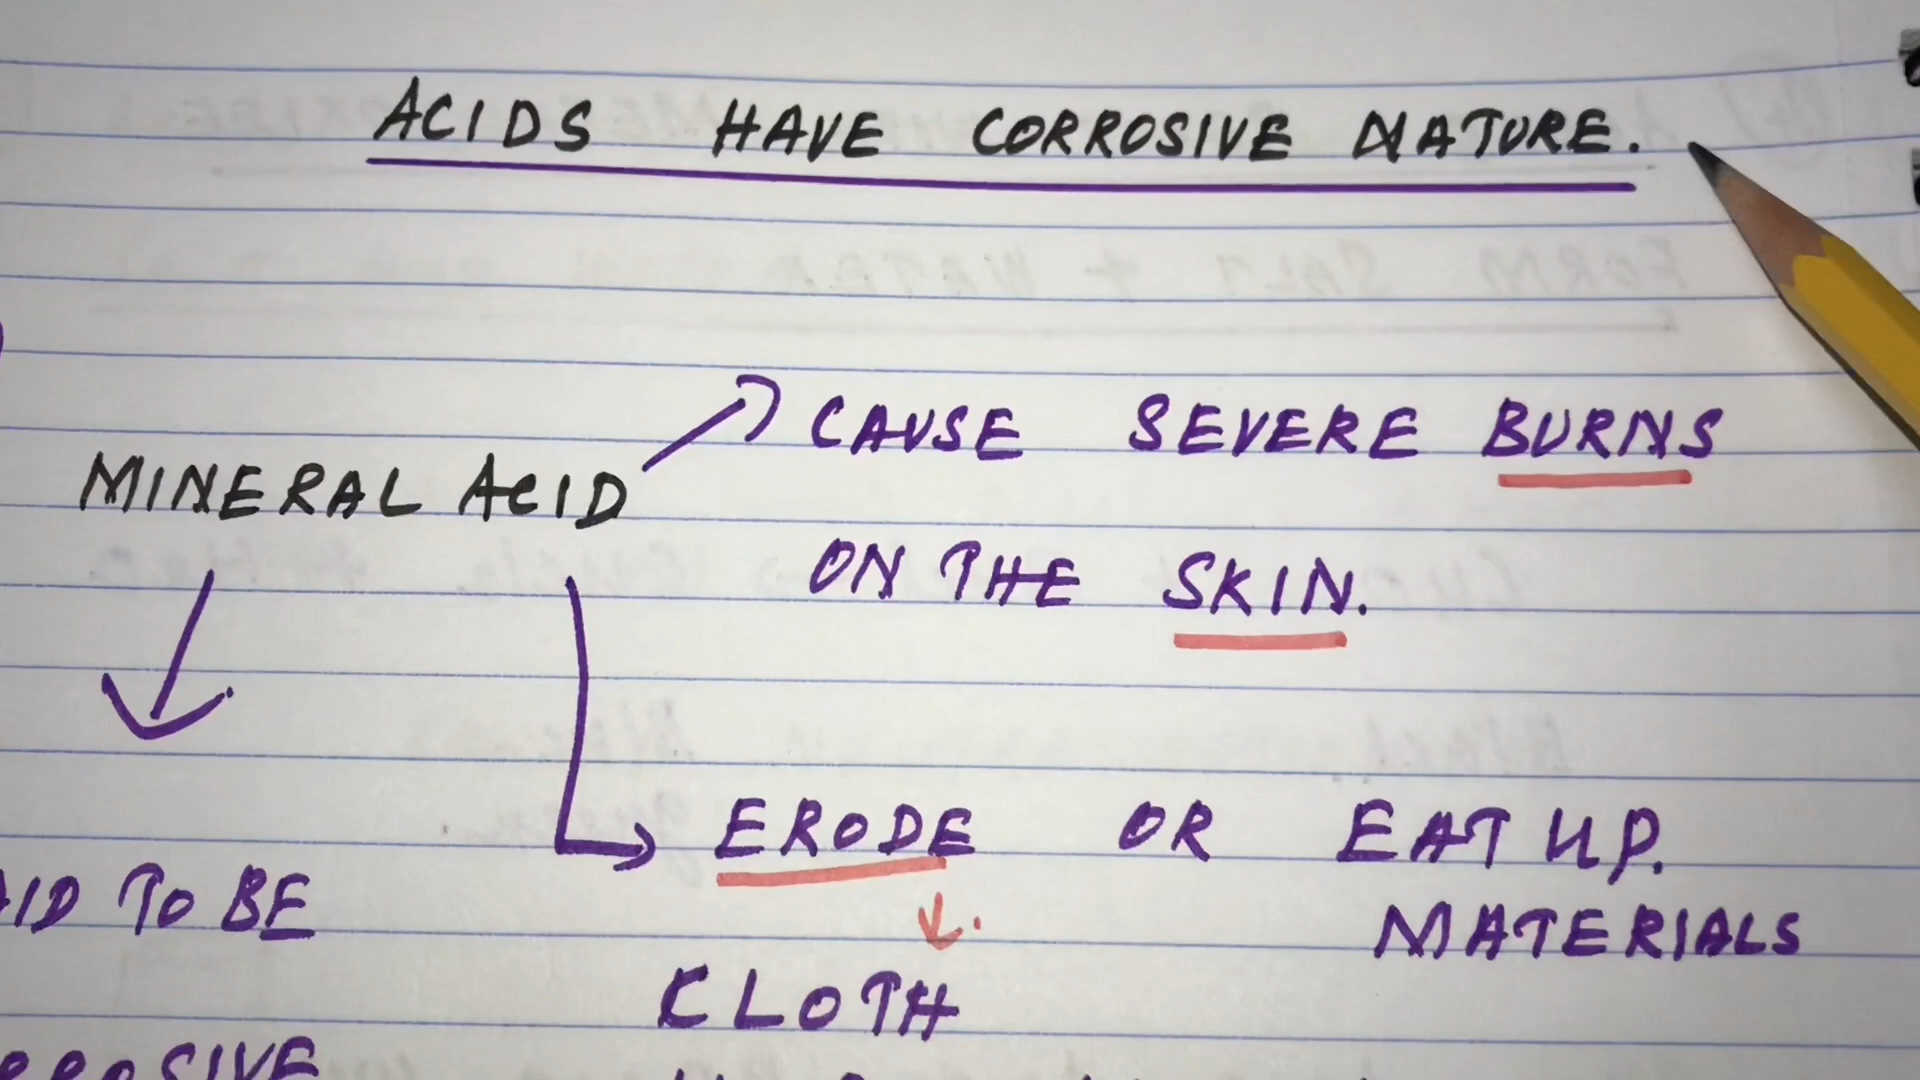 ACIDS HAVE CORROSIVE NATURE.
CAUSE SEVERE BURNS
MINERAL ACID
ON THE SKIN.
ERODE OR EAT UP.
TO BE
MATERIALS
CLOTH